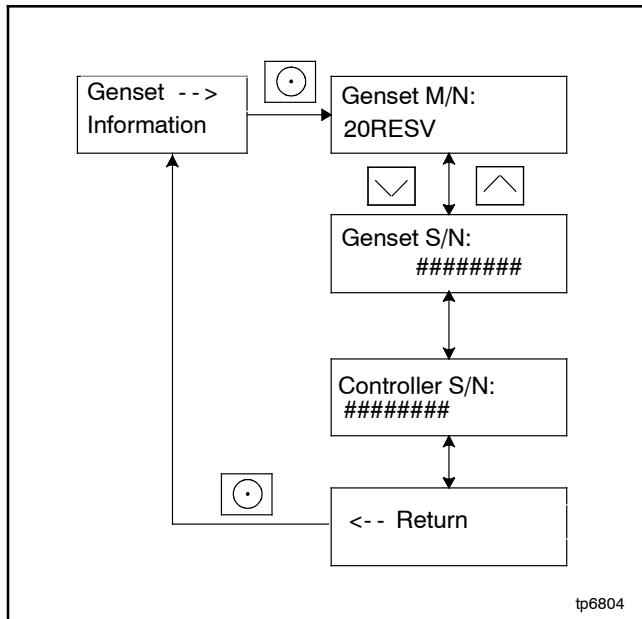 Genset - - >
Information
Genset M/N:
20RESV
Genset S/N:
########
Controller S/N:
########
<- - Return
tp6804